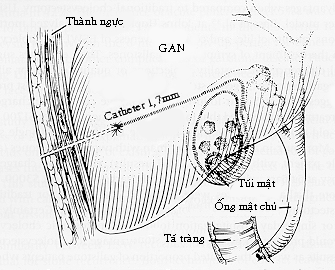 Thành ngực
GAN
Catheter 1,7mm
Túi mật
Ống mật chủ
Tá tràng